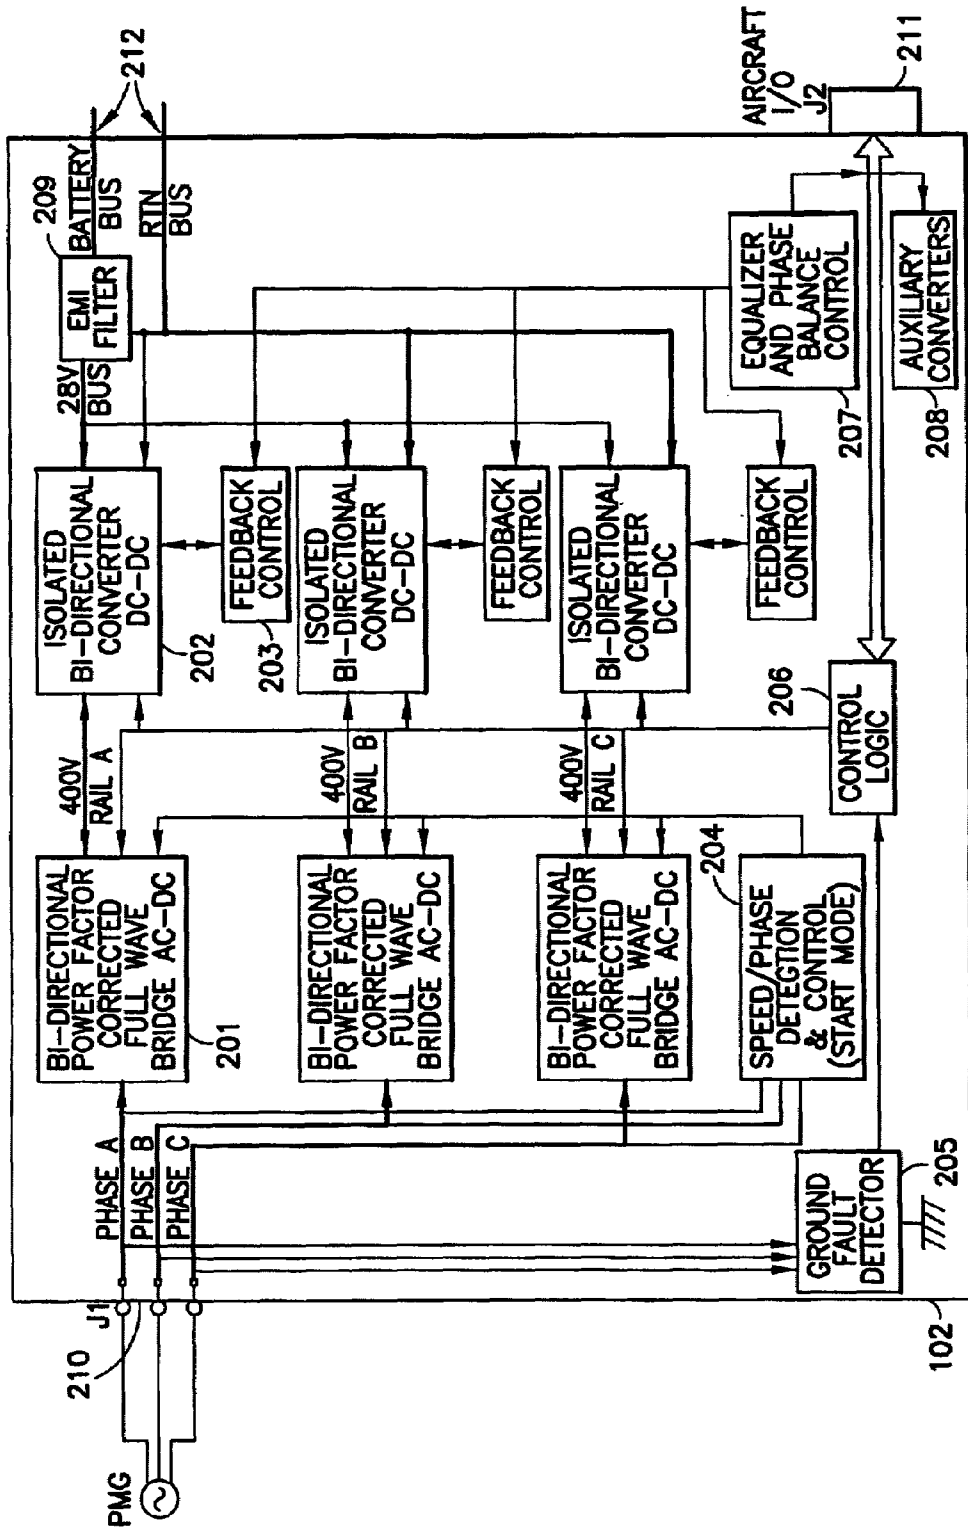 PMG
J1
210
PHASE A
PHASE B
PHASE C
BI-DIRECTIONAL
POWER FACTOR
CORRECTED
FULL WAVE
BRIDGE AC-DC
201
400V
RAIL A
ISOLATED
BI-DIRECTIONAL
CONVERTER
DC-DC
202
28V
BUS
EMI
FILTER
209
BATTERY
BUS
RTN
BUS
212
FEEDBACK
CONTROL
203
BI-DIRECTIONAL
POWER FACTOR
CORRECTED
FULL WAVE
BRIDGE AC-DC
400V
RAIL B
ISOLATED
BI-DIRECTIONAL
CONVERTER
DC-DC
FEEDBACK
CONTROL
BI-DIRECTIONAL
POWER FACTOR
CORRECTED
FULL WAVE
BRIDGE AC-DC
400V
RAIL C
ISOLATED
BI-DIRECTIONAL
CONVERTER
DC-DC
FEEDBACK
CONTROL
204
SPEED/PHASE
DETEGTION
& CONTROL
(START MODE)
GROUND
FAULT
DETECTOR
205
206
CONTROL
LOGIC
EQUALIZER
AND PHASE
BALANCE
CONTROL
207
AUXILIARY
CONVERTERS
208
AIRCRAFT
I/O
J2
211
102